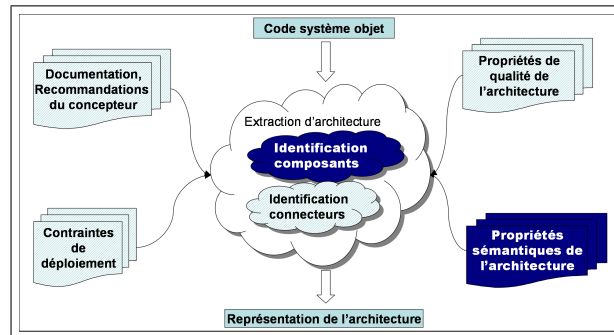 Code système objet
Documentation,
Recommandations
du concepteur
Propriétés de
qualité de
l'architecture
Extraction d'architecture
Identification
composants
Identification
connecteurs
Contraintes
de
déploiement
Propriétés
sémantiques de
l'architecture
Représentation de l'architecture